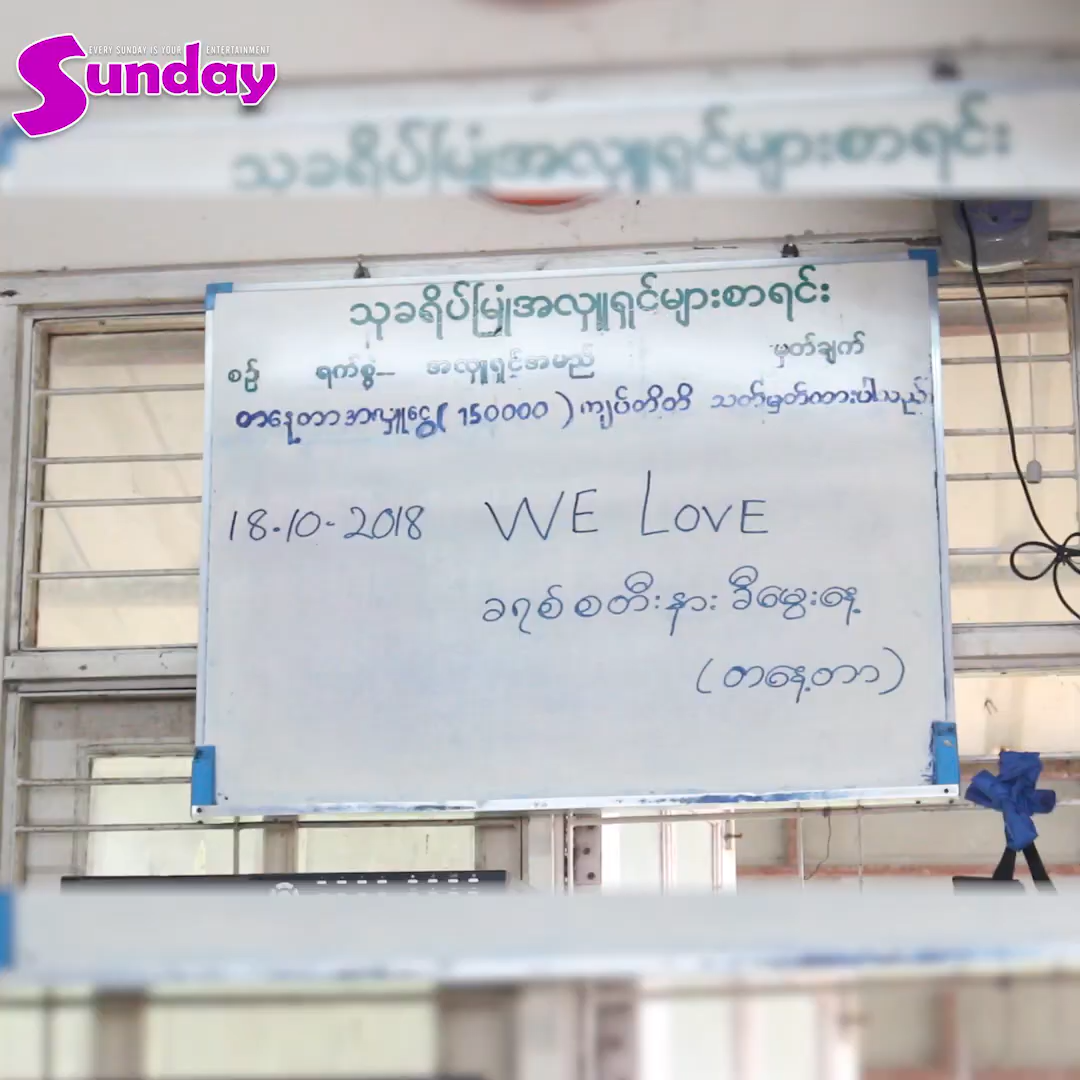 EVERY SUNDAY IS YOUR ENTERTAINMENT
Sunday
သုခရိပ်မြုံအလှူရှင်များစာရင်း
သုခရိပ်မြုံအလှူရှင်များစာရင်း
စဉ် ရက်စွဲ- အလှူရှင်အမည် မှတ်ချက်
တနေ့တာအလှူငွေ(150000)ကျပ်တိတိ သတ်မှတ်ထားပါသည်
18.10-2018 WE LOVE
ခရစ်စတီးနားခီမွေးနေ့
(တနေ့တာ)